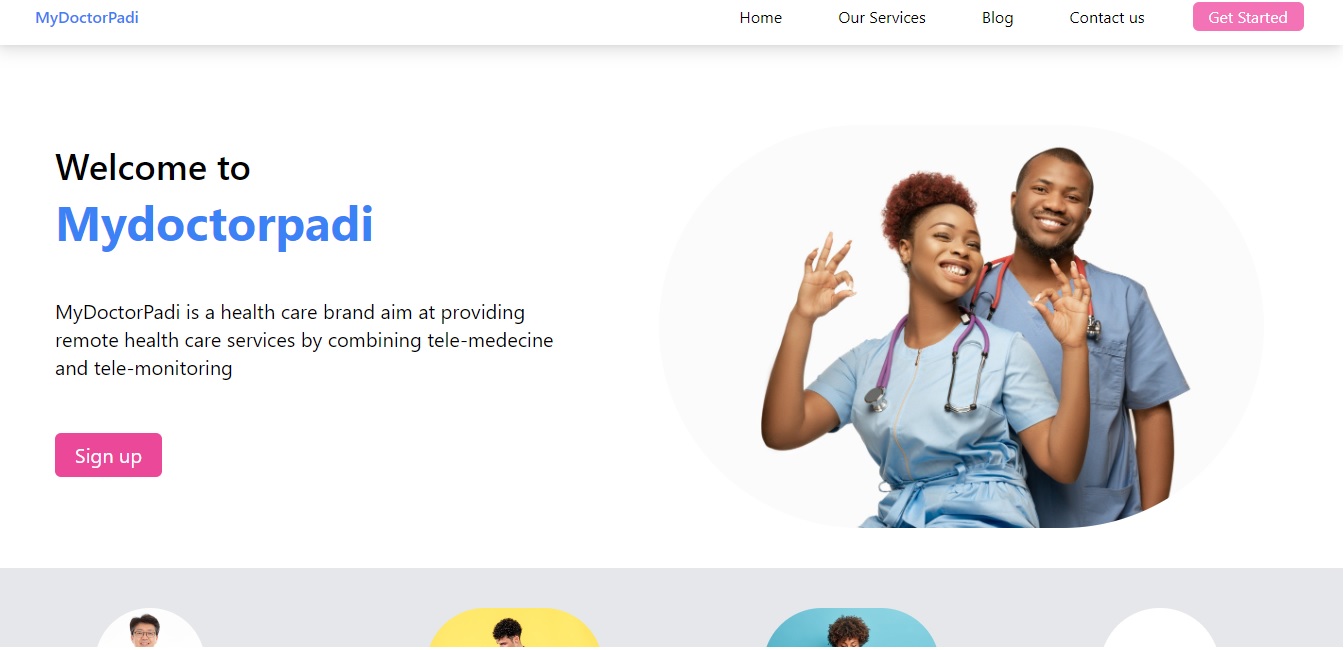 MyDoctorPadi
Home
Our Services
Blog
Contact us
Get Started
Welcome to
Mydoctorpadi
MyDoctorPadi is a health care brand aim at providing
remote health care services by combining tele-medecine
and tele-monitoring
Sign up